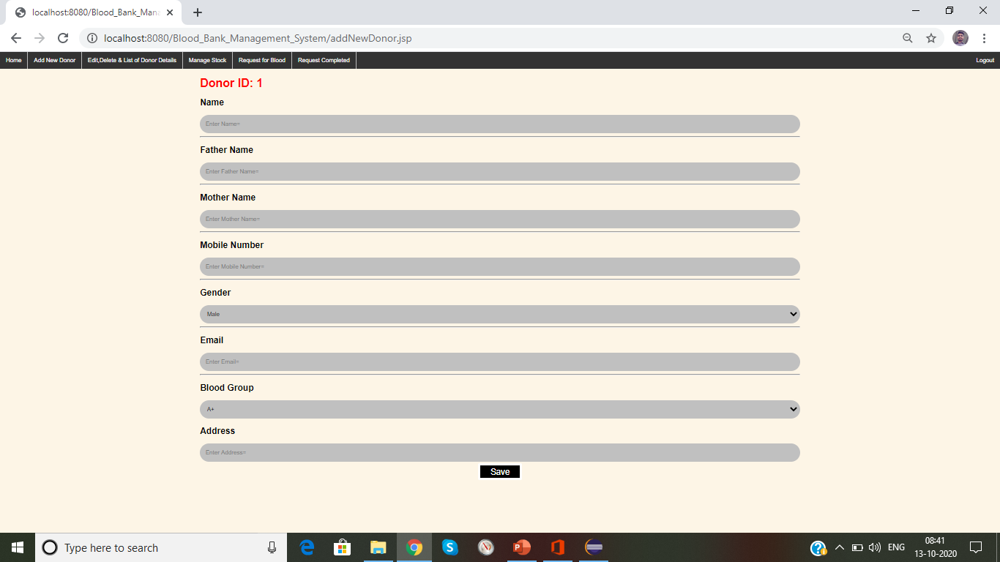 localhost:8080/Blood_Bank_Mana
localhost:8080/Blood_Bank_Management_System/addNewDonor.jsp
Home Add New Donor Edit,Delete & List of Donor Details Manage Stock Request for Blood Request Completed Logout
Donor ID: 1
Name
Enter Name=
Father Name
Enter Father Name=
Mother Name
Enter Mother Name=
Mobile Number
Enter Mobile Number=
Gender
Male
Email
Enter Email=
Blood Group
A+
Address
Enter Address=
Save
Type here to search
ENG
08:41
13-10-2020